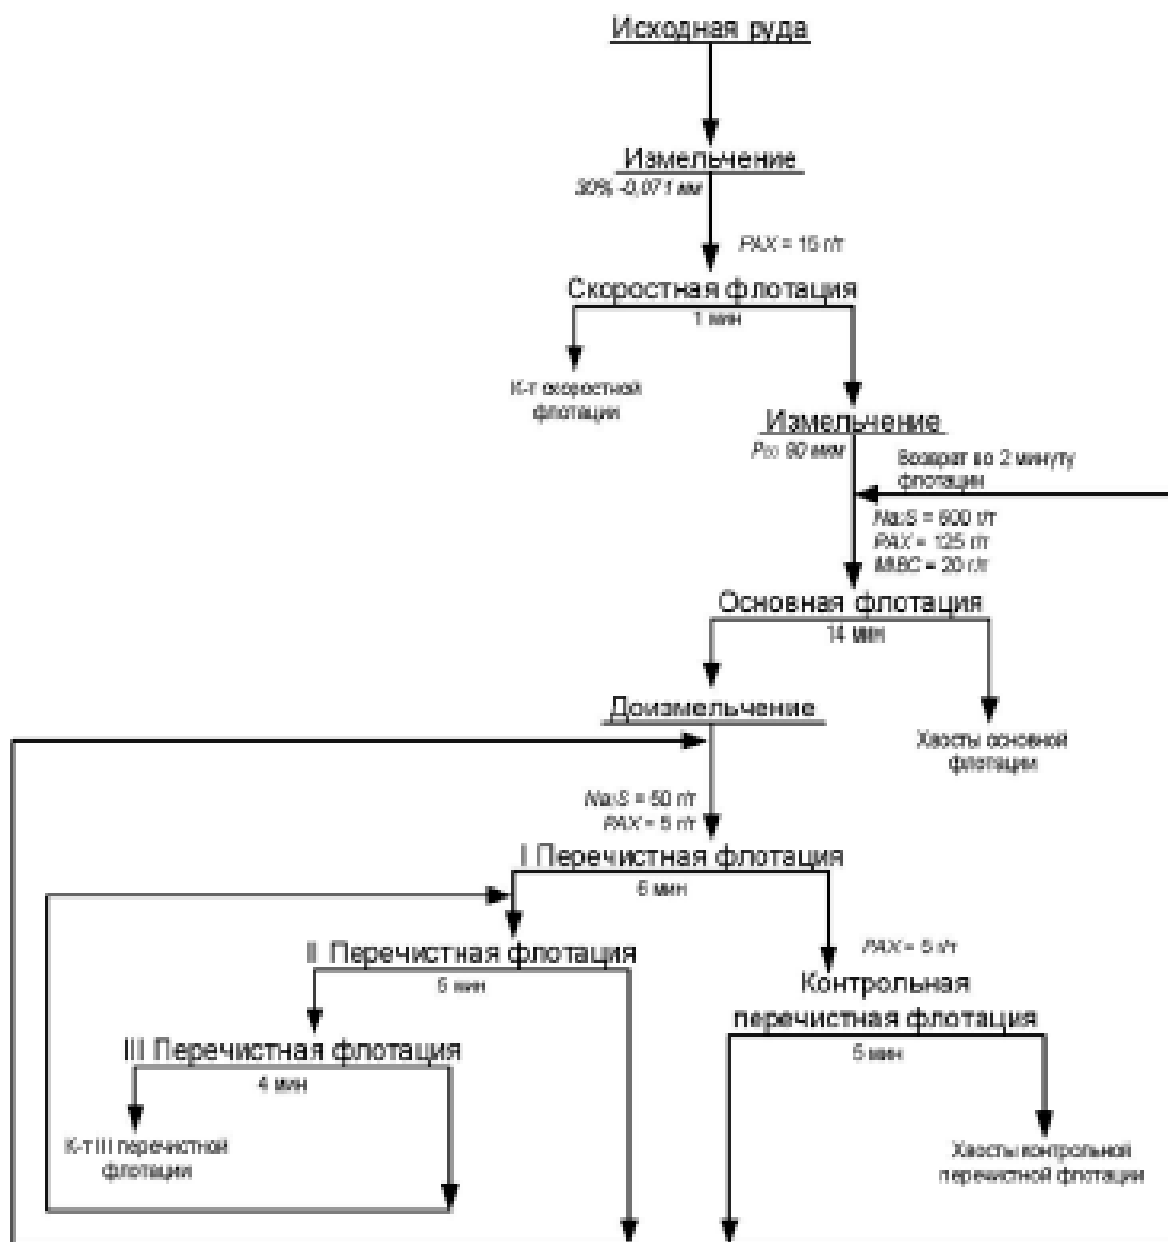 Исходная руда
Измельчение
30% -0,071 мм
PAX = 15 г/т
Скоростная флотация
1 мин
К-т скоростной
флотации
Измельчение
80 мкм
Возврат во 2 минуту
флотации
Na₂S = 600 г/т
PAX = 125 г/т
MIBC = 20 г/т
Основная флотация
14 мин
Доизмельчение
Хвосты основной
флотации
Na₂S = 50 г/т
PAX = 5 г/т
I Перечистная флотация
6 мин
II Перечистная флотация
5 мин
PAX = 5 г/т
Контрольная
перечистная флотация
5 мин
III Перечистная флотация
4 мин
К-т III перечистной
флотации
Хвосты контрольной
перечистной флотации